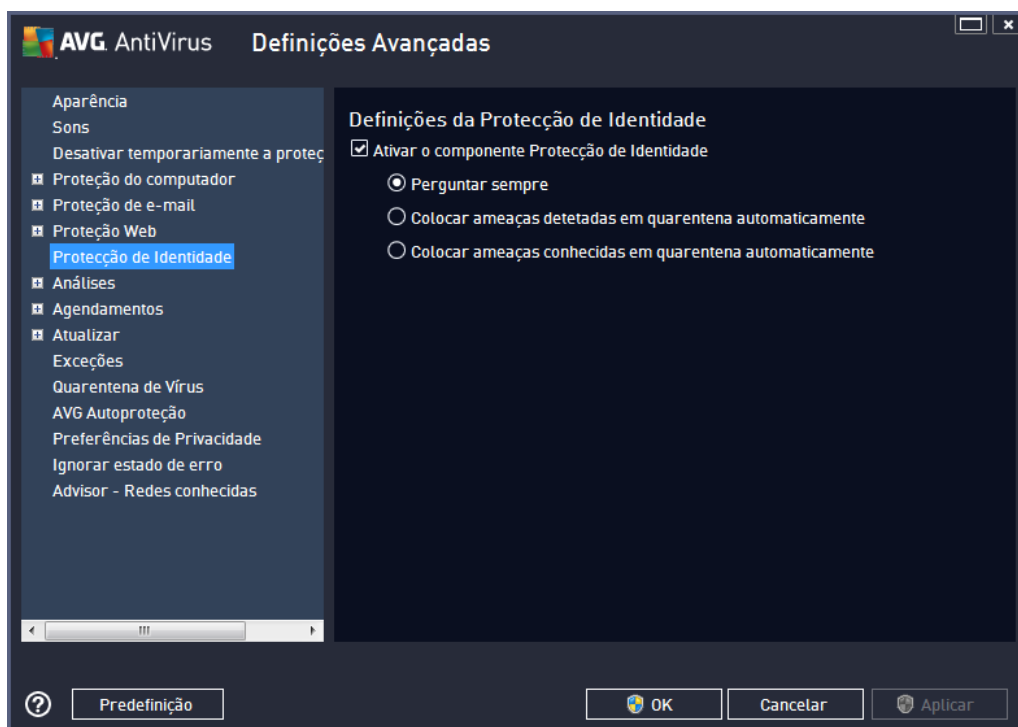 AVG. AntiVirus
Definições Avançadas
Aparência
Sons
Desativar temporariamente a proteç
Proteção do computador
Proteção de e-mail
Proteção Web
Protecção de Identidade
Análises
Agendamentos
Atualizar
Exceções
Quarentena de Vírus
AVG Autoproteção
Preferências de Privacidade
Ignorar estado de erro
Advisor - Redes conhecidas
Definições da Protecção de Identidade
Ativar o componente Protecção de Identidade
Perguntar sempre
Colocar ameaças detetadas em quarentena automaticamente
Colocar ameaças conhecidas em quarentena automaticamente
?
Predefinição
OK
Cancelar
Aplicar